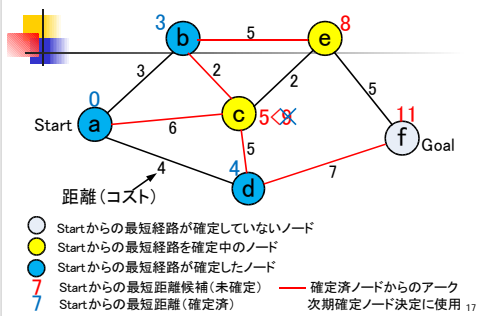 3
b
5
e
8
3
2
2
0
5
Start a
6
c
5<9
11
f
Goal
4
4
d
5
7
距離(コスト)
Startからの最短経路が確定していないノード
Startからの最短経路を確定中のノード
Startからの最短経路が確定したノード
7 Startからの最短距離候補(未確定)
7 Startからの最短距離(確定済)
確定済ノードからのアーク
次期確定ノード決定に使用
17